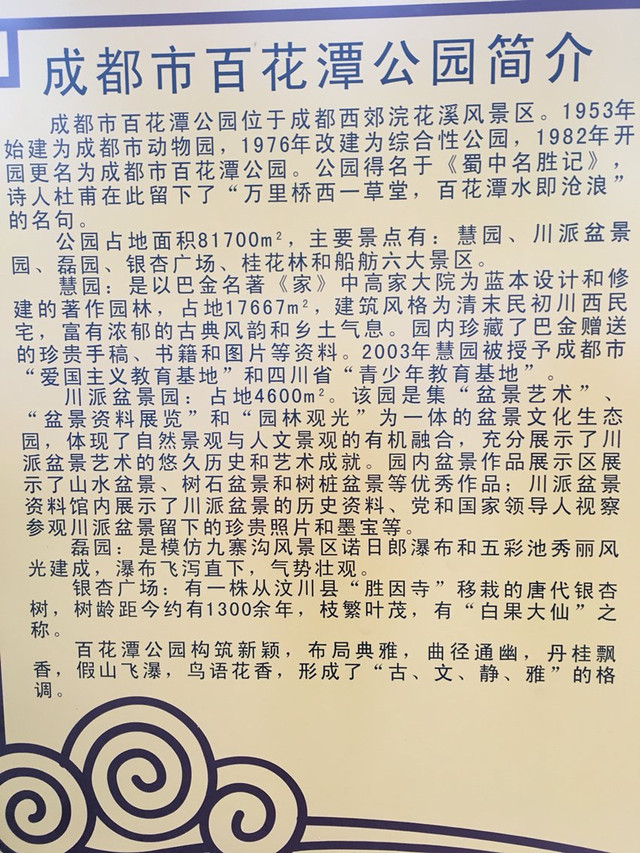 成都市百花潭公园简介
成都市百花潭公园位于成都西郊浣花溪风景区。1953年
始建为成都市动物园，1976年改建为综合性公园，1982年开
园更名为成都市百花潭公园。公园得名于《蜀中名胜记》，
诗人杜甫在此留下了“万里桥西一草堂，百花潭水即沧浪”
的名句。
公园占地面积81700m²，主要景点有：慧园、川派盆景
园、磊园、银杏广场、桂花林和船舫六大景区。
慧园：是以巴金名著《家》中高家大院为蓝本设计和修
建的著作园林，占地17667m²，建筑风格为清末民初川西民
宅，富有浓郁的古典风韵和乡土气息。园内珍藏了巴金赠送
的珍贵手稿、书籍和图片等资料。2003年慧园被授予成都市
“爱国主义教育基地”和四川省“青少年教育基地”。
川派盆景园：占地4600m²。该园是集“盆景艺术”、
“盆景资料展览”和“园林观光”为一体的盆景文化生态
园，体现了自然景观与人文景观的有机融合，充分展示了川
派盆景艺术的悠久历史和艺术成就。园内盆景作品展示区展
示了山水盆景、树石盆景和树桩盆景等优秀作品；川派盆景
资料馆内展示了川派盆景的历史资料、党和国家领导人视察
参观川派盆景留下的珍贵照片和墨宝等。
磊园：是模仿九寨沟风景区诺日郎瀑布和五彩池秀丽风
光建成，瀑布飞泻直下，气势壮观。
银杏广场：有一株从汶川县“胜因寺”移栽的唐代银杏
树，树龄距今约有1300余年，枝繁叶茂，有“白果大仙”之
称。
百花潭公园构筑新颖，布局典雅，曲径通幽，丹桂飘
香，假山飞瀑，鸟语花香，形成了“古、文、静、雅”的格
调。